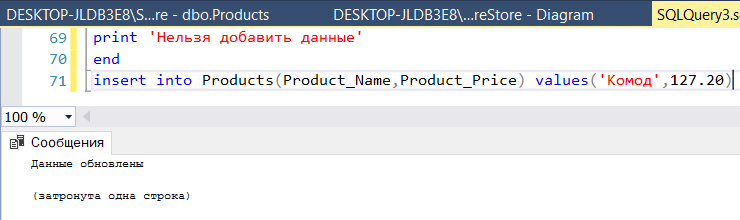 DESKTOP-JLDB3E8\S...re - dbo.Products DESKTOP-JLDB3E8\...reStore - Diagram SQLQuery3.s
69 print 'Нельзя добавить данные'
70 end
71 insert into Products(Product_Name,Product_Price) values('Комод',127.20)
100 %
Сообщения
Данные обновлены
(затронута одна строка)